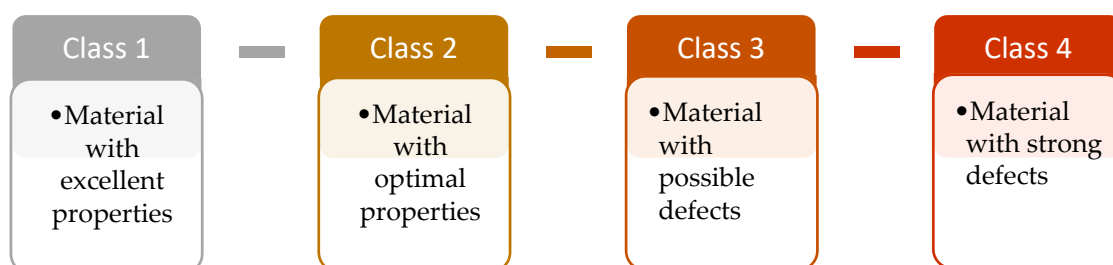 Class 1
•Material
with
excellent
properties
Class 2
•Material
with
optimal
properties
Class 3
•Material
with
possible
defects
Class 4
•Material
with strong
defects